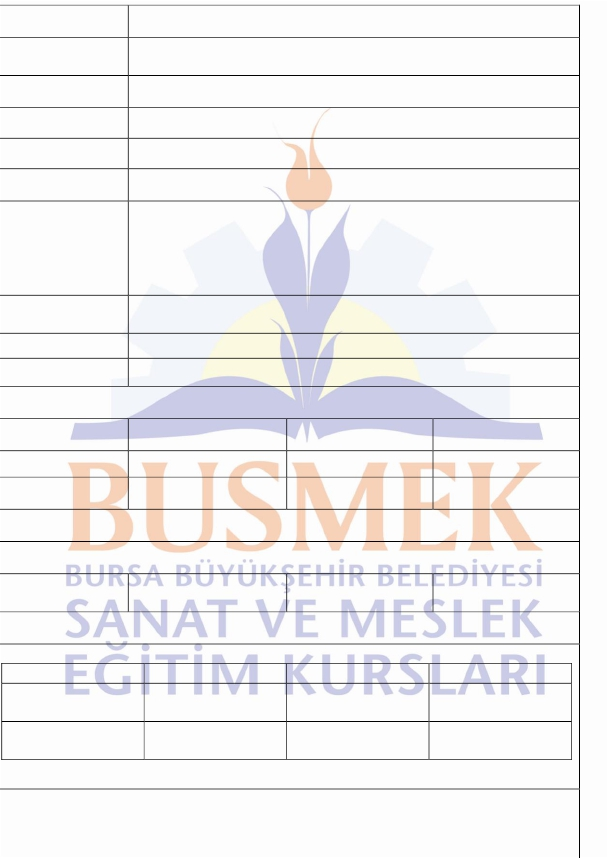 BUSMEK
BURSA BÜYÜKŞEHİR BELEDİYESİ
SANAT VE MESLEK
EĞİTİM KURSLARI